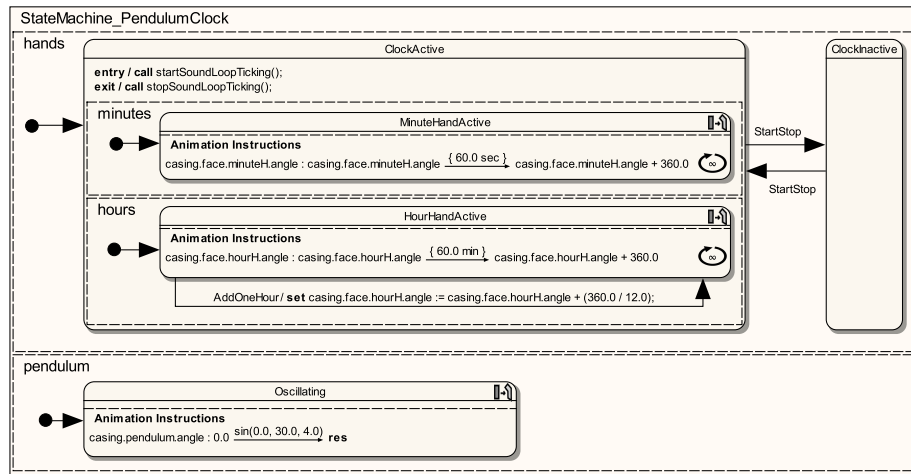 StateMachine_PendulumClock
hands
ClockActive
ClockInactive
entry / call startSoundLoopTicking();
exit / call stopSoundLoopTicking();
minutes
MinuteHandActive
Animation Instructions
casing.face.minuteH.angle : casing.face.minuteH.angle { 60.0 sec } casing.face.minuteH.angle + 360.0
∞
StartStop
StartStop
hours
HourHandActive
Animation Instructions
casing.face.hourH.angle : casing.face.hourH.angle { 60.0 min } casing.face.hourH.angle + 360.0
∞
AddOneHour/ set casing.face.hourH.angle := casing.face.hourH.angle + (360.0 / 12.0);
pendulum
Oscillating
Animation Instructions
casing.pendulum.angle : 0.0 sin(0.0, 30.0, 4.0) res